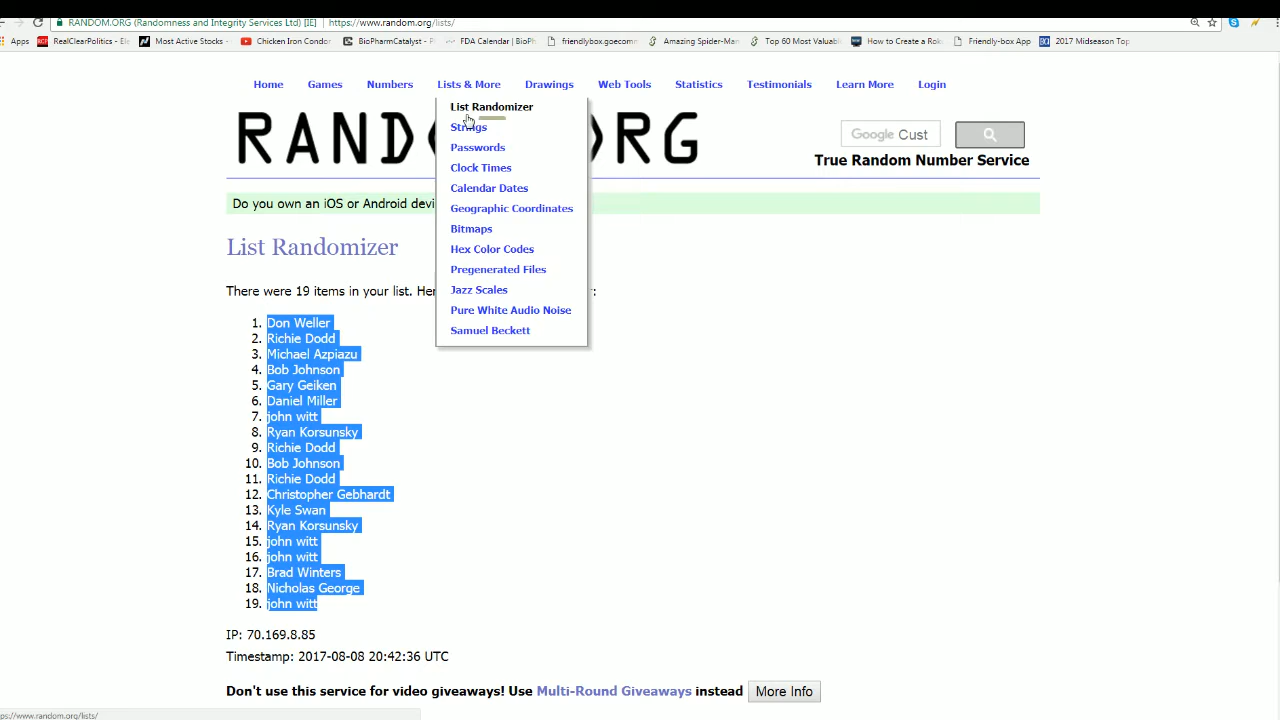 RANDOM.ORG (Randomness and Integrity Services Ltd) [IE] https://www.random.org/lists/
Apps RealClearPolitics - Ele Most Active Stocks - Chicken Iron Condor BioPharmCatalyst - FDA Calendar | BioPh friendlybox.goecomm Amazing Spider-Man Top 60 Most Valuabl How to Create a Rok Friendly-box App 2017 Midseason Top
Home Games Numbers Lists & More Drawings Web Tools Statistics Testimonials Learn More Login
List Randomizer
Strings
Passwords
Clock Times
Calendar Dates
Geographic Coordinates
Bitmaps
Hex Color Codes
Pregenerated Files
Jazz Scales
Pure White Audio Noise
Samuel Beckett
RAND RG
Google Cust
True Random Number Service
Do you own an iOS or Android devi
List Randomizer
There were 19 items in your list. Her :
1. Don Weller
2. Richie Dodd
3. Michael Azpiazu
4. Bob Johnson
5. Gary Geiken
6. Daniel Miller
7. john witt
8. Ryan Korsunsky
9. Richie Dodd
10. Bob Johnson
11. Richie Dodd
12. Christopher Gebhardt
13. Kyle Swan
14. Ryan Korsunsky
15. john witt
16. john witt
17. Brad Winters
18. Nicholas George
19. john witt
IP: 70.169.8.85
Timestamp: 2017-08-08 20:42:36 UTC
Don't use this service for video giveaways! Use Multi-Round Giveaways instead More Info
ps://www.random.org/lists/